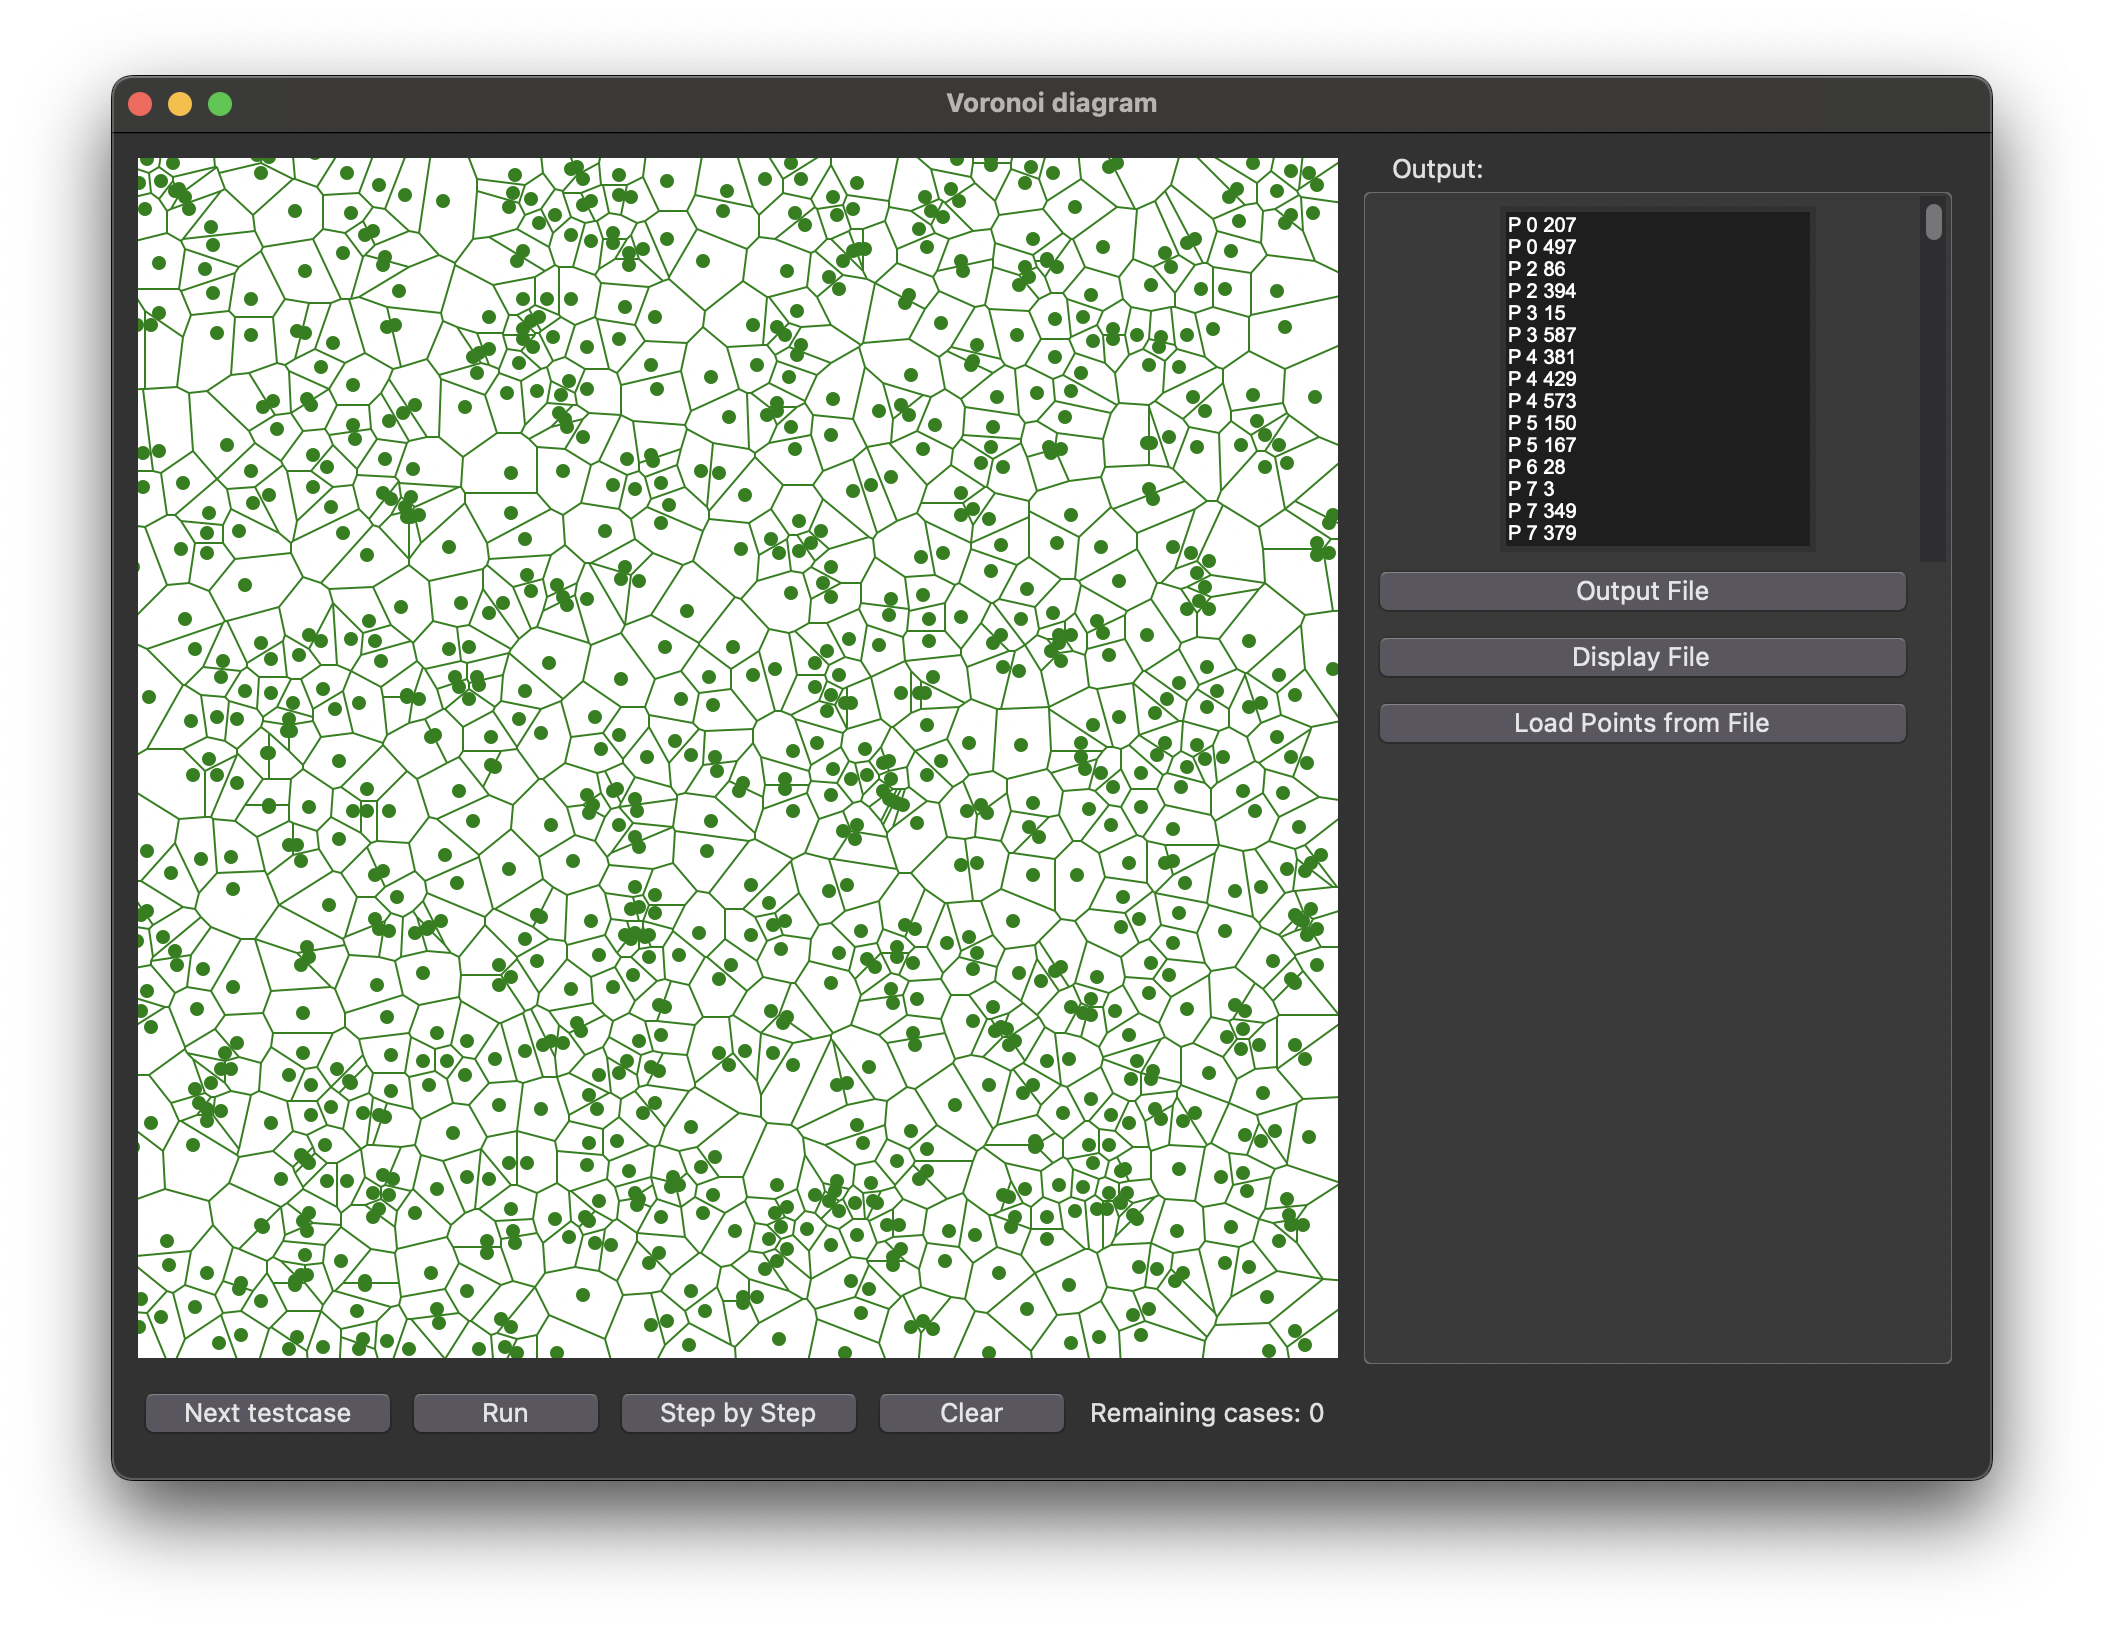 Voronoi diagram
Output:
P 0 207
P 0 497
P 2 86
P 2 394
P 3 15
P 3 587
P 4 381
P 4 429
P 4 573
P 5 150
P 5 167
P 6 28
P 7 3
P 7 349
P 7 379
Output File
Display File
Load Points from File
Next testcase
Run
Step by Step
Clear
Remaining cases: 0